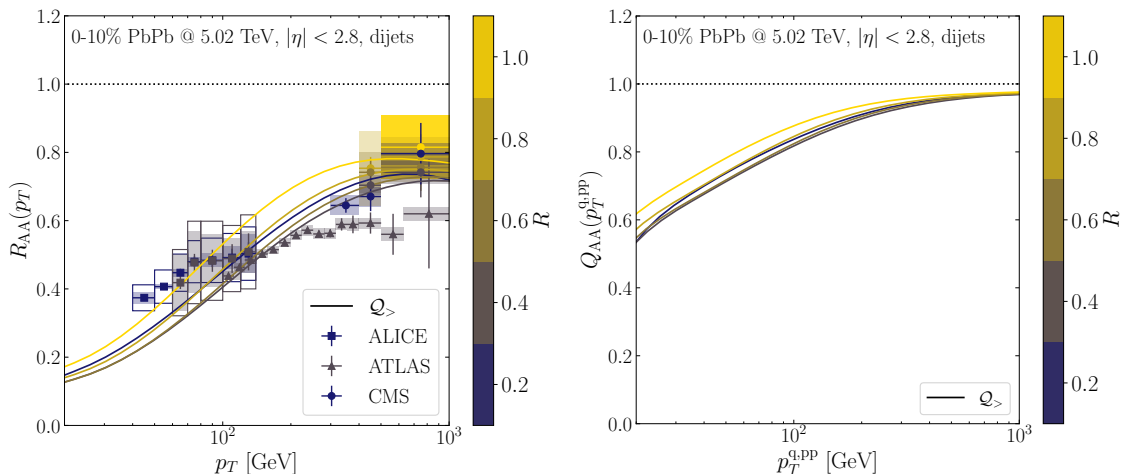 0-10% PbPb @ 5.02 TeV, |η| < 2.8, dijets
R_AA(p_T)
1.2
1.0
0.8
0.6
0.4
0.2
0.0
10^2
10^3
p_T [GeV]
𝒬_>
ALICE
ATLAS
CMS
1.0
0.8
0.6
0.4
0.2
R
0-10% PbPb @ 5.02 TeV, |η| < 2.8, dijets
Q_AA(p_T^{q,pp})
1.2
1.0
0.8
0.6
0.4
0.2
0.0
10^2
10^3
p_T^{q,pp} [GeV]
𝒬_>
1.0
0.8
0.6
0.4
0.2
R